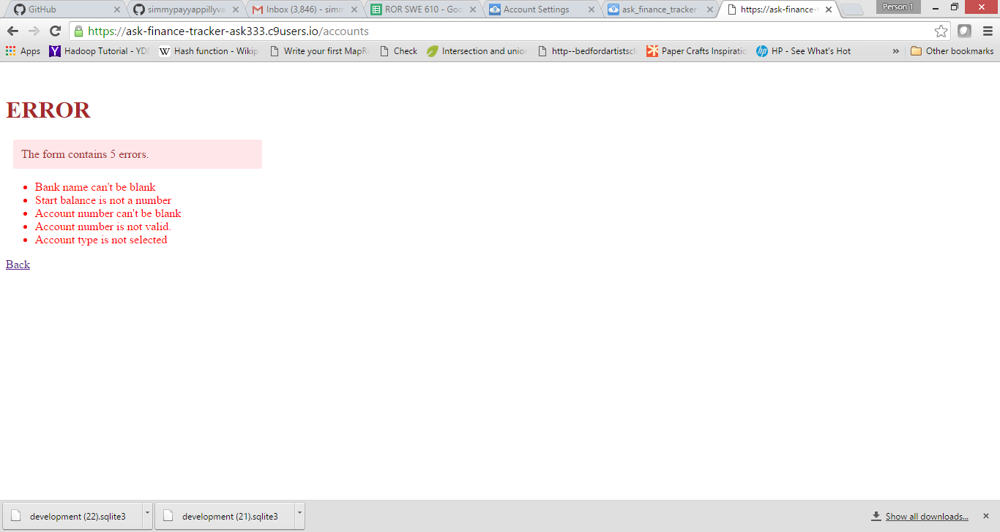 GitHub
simmypayyappillyva
Inbox (3,846) - simm
ROR SWE 610 - Goo
Account Settings
ask_finance_tracker
https://ask-finance-
Person 1
https://ask-finance-tracker-ask333.c9users.io/accounts
Apps
Hadoop Tutorial - YD
Hash function - Wikip
Write your first MapR
Check
Intersection and union
http--bedfordartistscl
Paper Crafts Inspiratio
HP - See What's Hot
»
Other bookmarks
ERROR
The form contains 5 errors.
• Bank name can't be blank
• Start balance is not a number
• Account number can't be blank
• Account number is not valid.
• Account type is not selected
Back
development (22).sqlite3
development (21).sqlite3
Show all downloads...